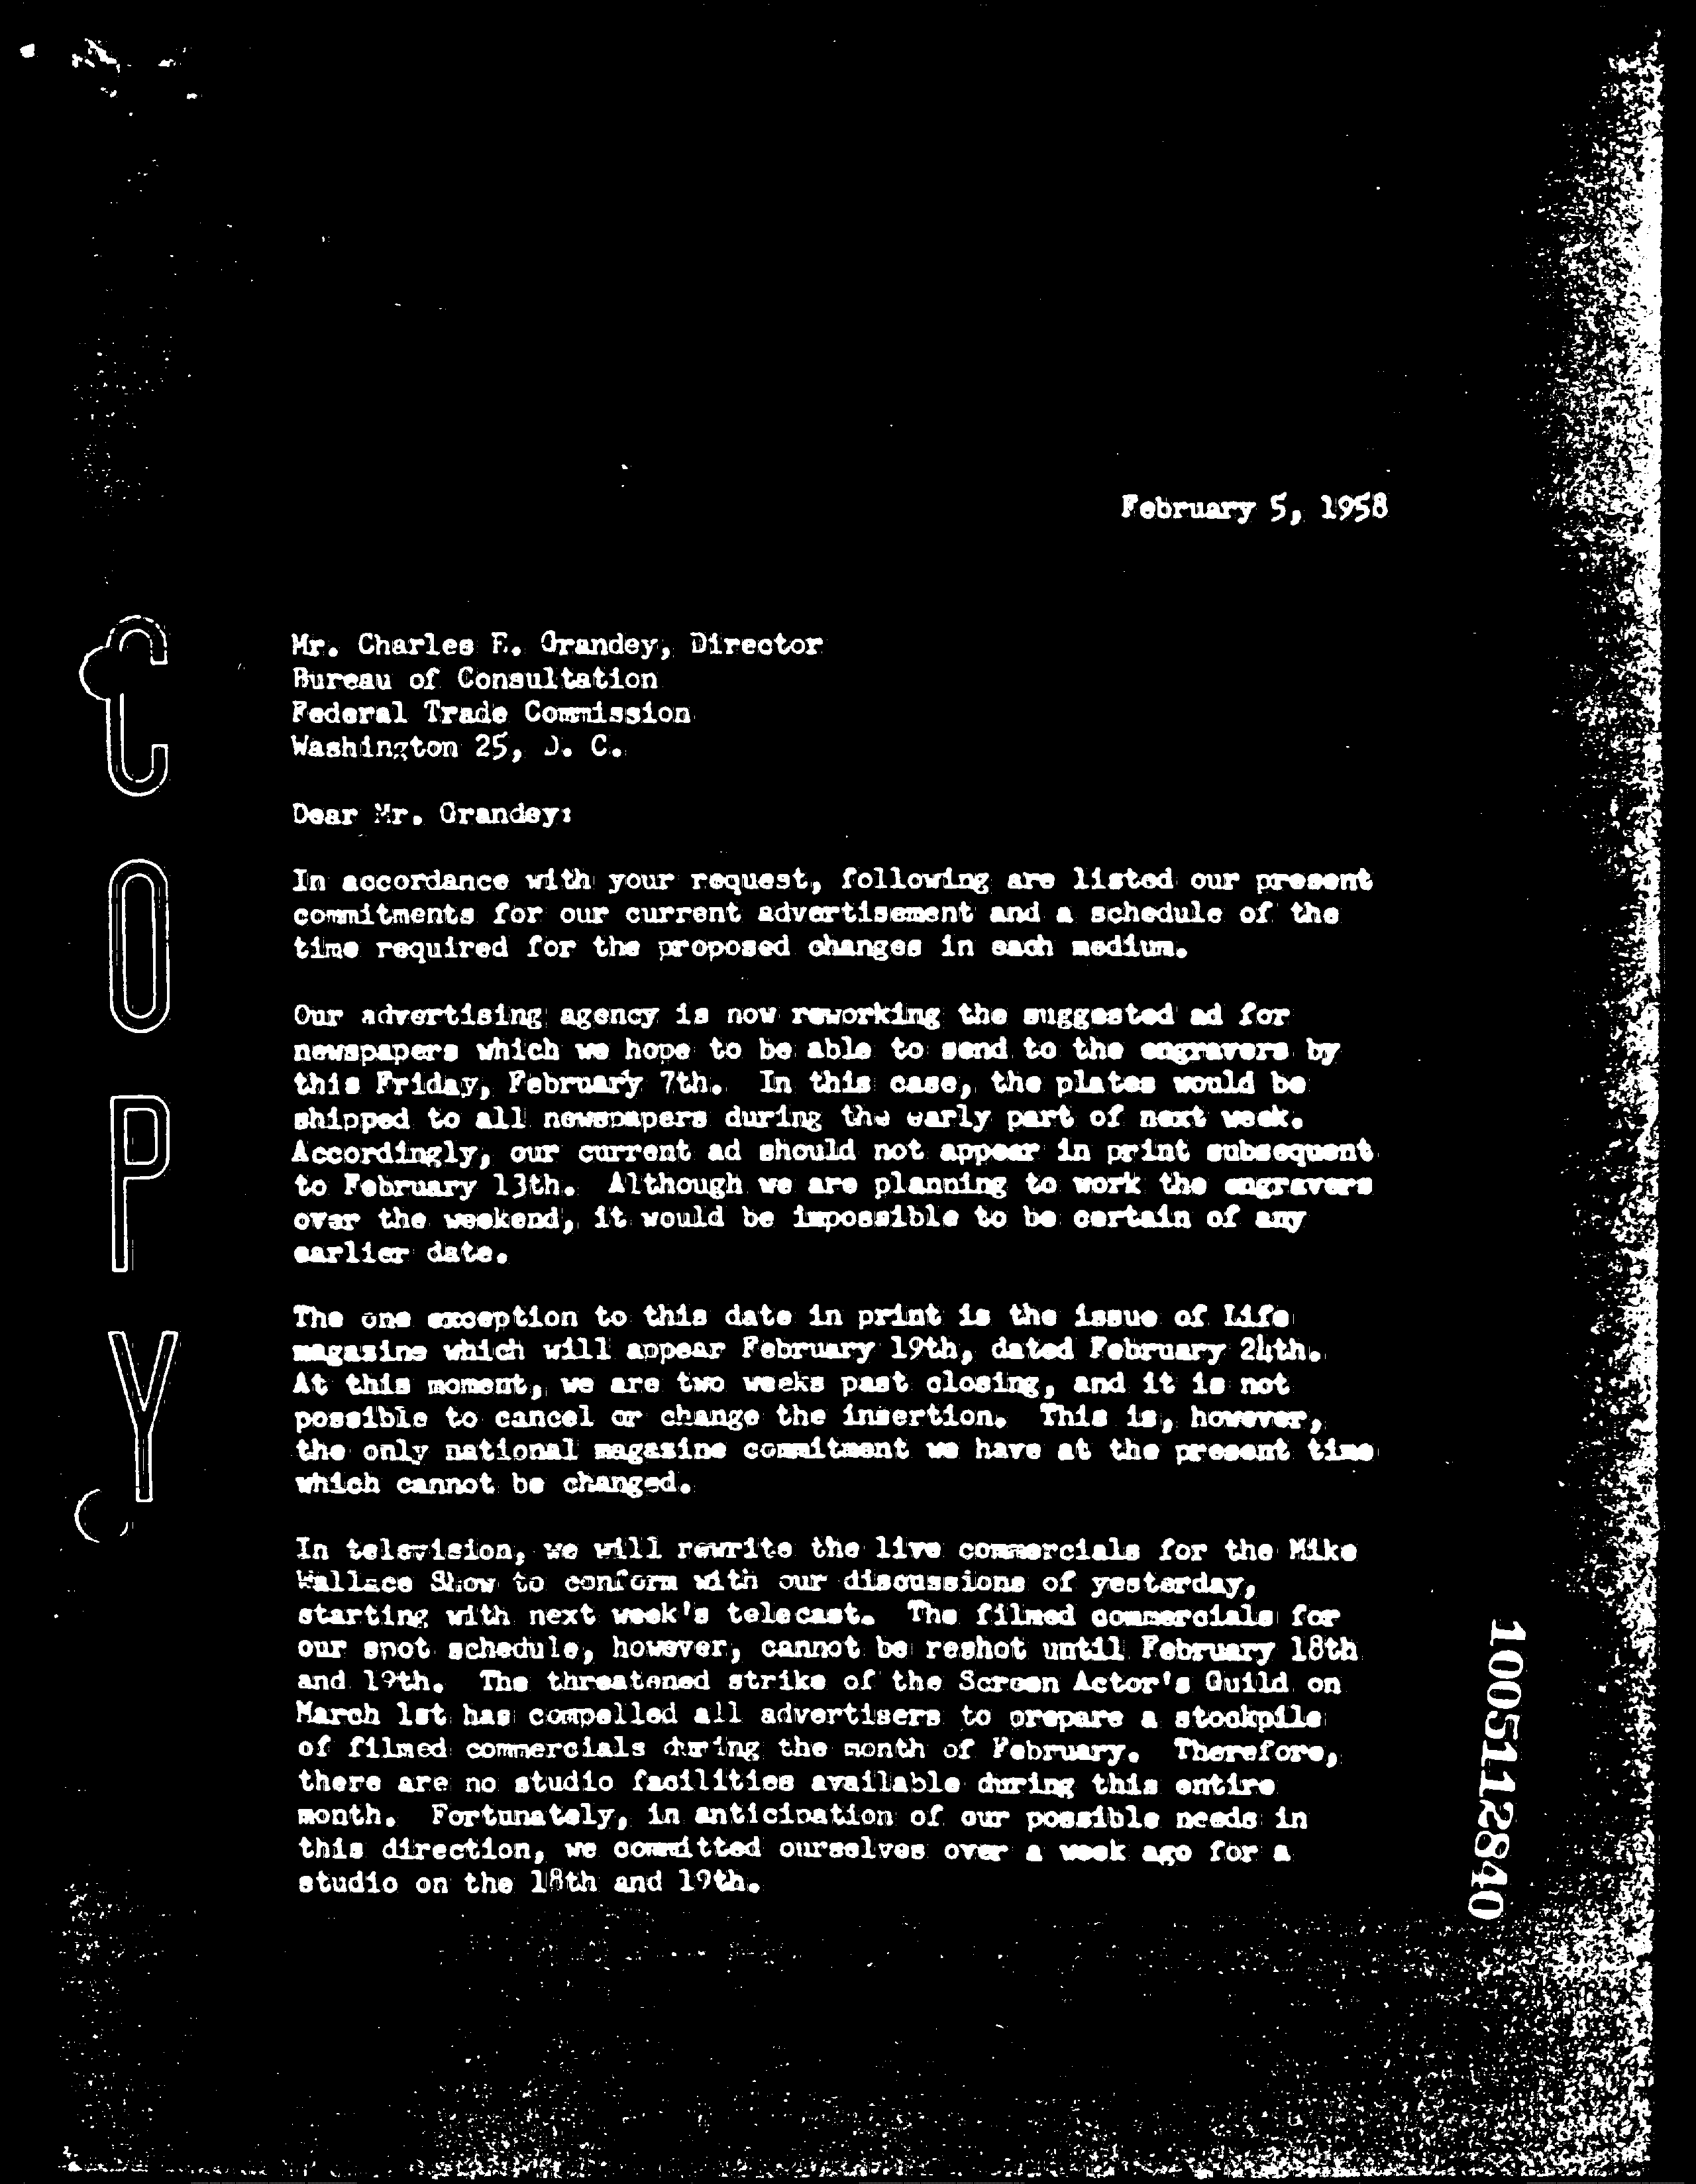 February 5, 1958
COPY
Mr. Charles E. Grandey, Director
Bureau of Consultation
Federal Trade Commission
Washington 25, D. C.
Dear Mr. Grandey:
In accordance with your request, following are listed our present
commitments for our current advertisement and a schedule of the
time required for the proposed changes in each medium.
Our advertising agency is now reworking the suggested ad for
newspapers which we hope to be able to send to the engravers by
this Friday, February 7th. In this case, the plates would be
shipped to all newspapers during the early part of next week.
Accordingly, our current ad should not appear in print subsequent
to February 13th. Although we are planning to work the engravers
over the weekend, it would be impossible to be certain of any
earlier date.
The one exception to this date in print is the issue of Life
magazine which will appear February 19th, dated February 24th.
At this moment, we are two weeks past closing, and it is not
possible to cancel or change the insertion. This is, however,
the only national magazine commitment we have at the present time
which cannot be changed.
In television, we will rewrite the live commercials for the Mike
Wallace Show to conform with our discussions of yesterday,
starting with next week's telecast. The filmed commercials for
our spot schedule, however, cannot be reshot until February 18th
and 19th. The threatened strike of the Screen Actor's Guild on
March 1st has compelled all advertisers to prepare a stockpile
of filmed commercials during the month of February. Therefore,
there are no studio facilities available during this entire
month. Fortunately, in anticipation of our possible needs in
this direction, we committed ourselves over a week ago for a
studio on the 18th and 19th.
1005112840